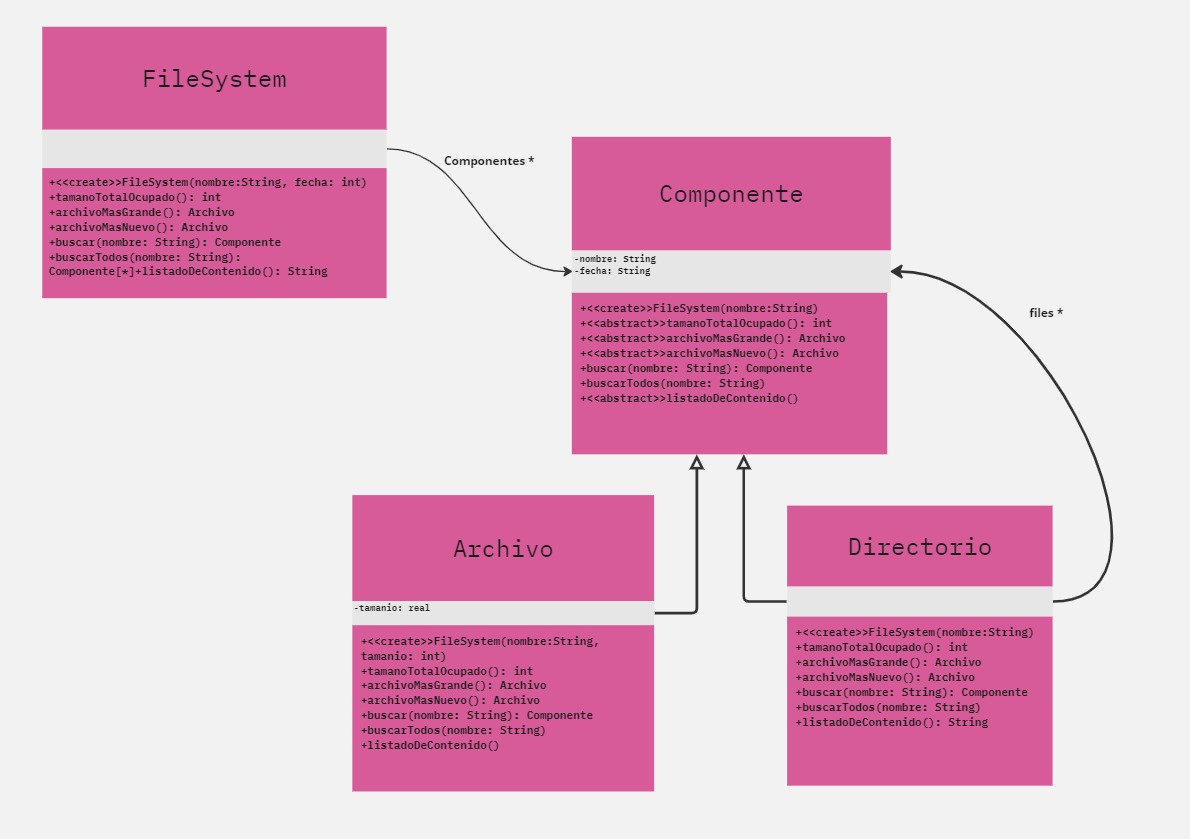 FileSystem
+<<create>>FileSystem(nombre:String, fecha: int)
+tamanoTotalOcupado(): int
+archivoMasGrande(): Archivo
+archivoMasNuevo(): Archivo
+buscar(nombre: String): Componente
+buscarTodos(nombre: String):
Componente[*]+listadoDeContenido(): String
Componentes *
Componente
-nombre: String
-fecha: String
+<<create>>FileSystem(nombre:String)
+<<abstract>>tamanoTotalOcupado(): int
+<<abstract>>archivoMasGrande(): Archivo
+<<abstract>>archivoMasNuevo(): Archivo
+buscar(nombre: String): Componente
+buscarTodos(nombre: String)
+<<abstract>>listadoDeContenido()
files *
Archivo
-tamanio: real
+<<create>>FileSystem(nombre:String,
tamanio: int)
+tamanoTotalOcupado(): int
+archivoMasGrande(): Archivo
+archivoMasNuevo(): Archivo
+buscar(nombre: String): Componente
+buscarTodos(nombre: String)
+listadoDeContenido()
Directorio
+<<create>>FileSystem(nombre:String)
+tamanoTotalOcupado(): int
+archivoMasGrande(): Archivo
+archivoMasNuevo(): Archivo
+buscar(nombre: String): Componente
+buscarTodos(nombre: String)
+listadoDeContenido(): String